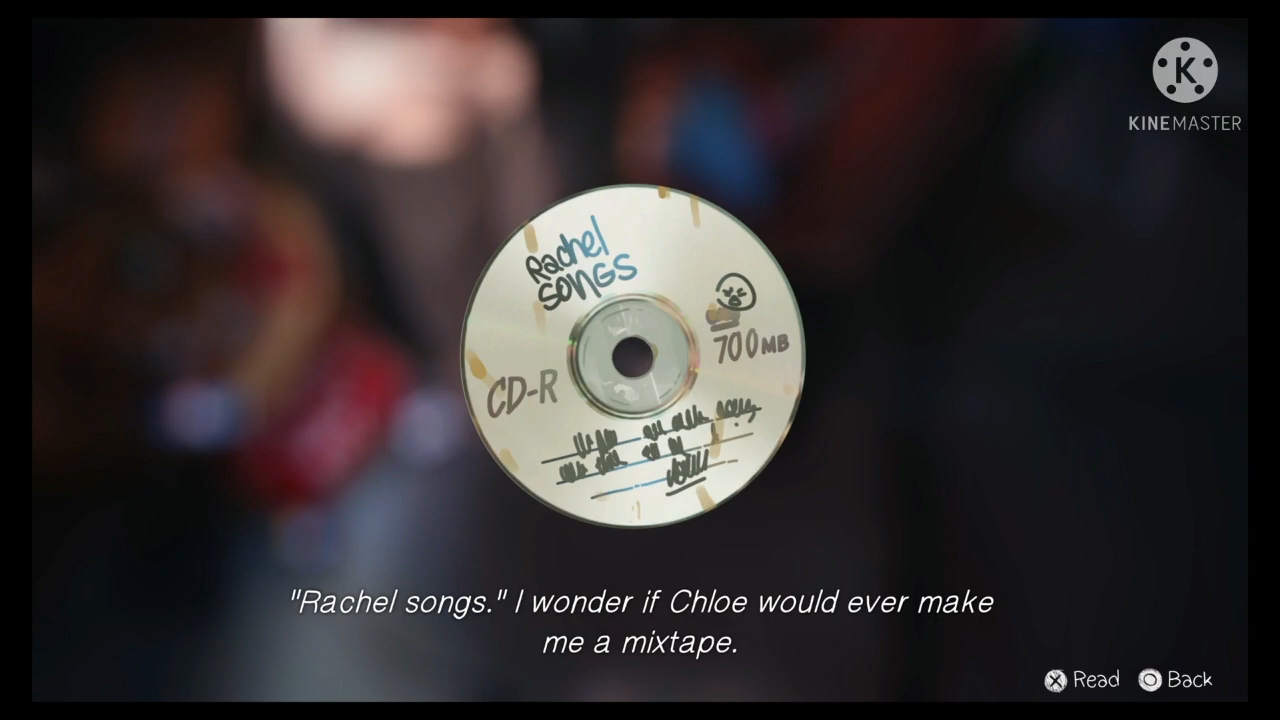 K
KINEMASTER
Rachel
SONGS
700MB
CD-R
"Rachel songs." I wonder if Chloe would ever make
me a mixtape.
Read Back